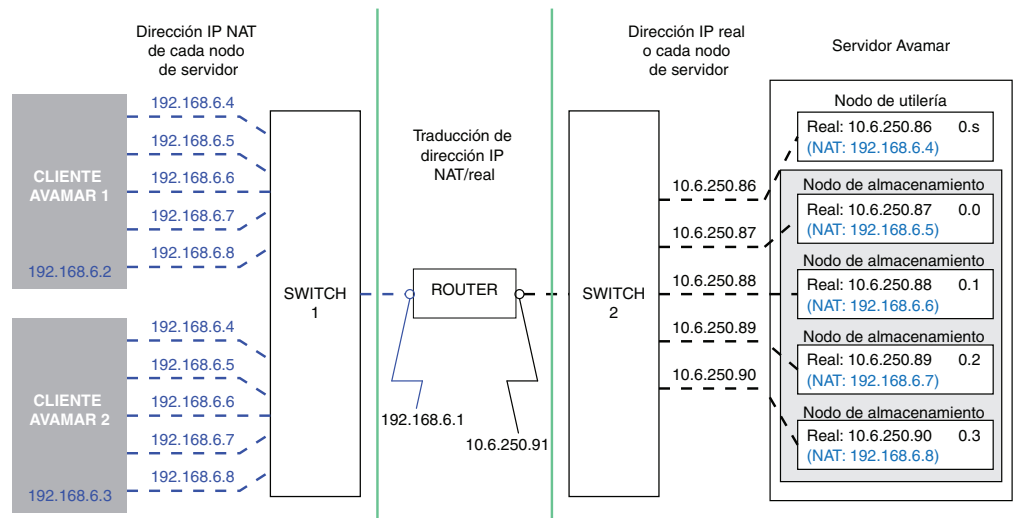 Dirección IP NAT
de cada nodo
de servidor
192.168.6.4
192.168.6.5
192.168.6.6
192.168.6.7
192.168.6.8
CLIENTE
AVAMAR 1
192.168.6.2
192.168.6.4
192.168.6.5
192.168.6.6
192.168.6.7
192.168.6.8
CLIENTE
AVAMAR 2
192.168.6.3
SWITCH
1
Traducción de
dirección IP
NAT/real
ROUTER
192.168.6.1
10.6.250.91
Dirección IP real
o cada nodo
de servidor
SWITCH
2
10.6.250.86
10.6.250.87
10.6.250.88
10.6.250.89
10.6.250.90
Servidor Avamar
Nodo de utilería
Real: 10.6.250.86 0.s
(NAT: 192.168.6.4)
Nodo de almacenamiento
Real: 10.6.250.87 0.0
(NAT: 192.168.6.5)
Nodo de almacenamiento
Real: 10.6.250.88 0.1
(NAT: 192.168.6.6)
Nodo de almacenamiento
Real: 10.6.250.89 0.2
(NAT: 192.168.6.7)
Nodo de almacenamiento
Real: 10.6.250.90 0.3
(NAT: 192.168.6.8)